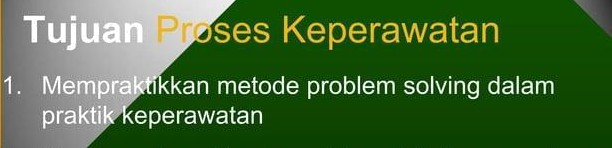 Tujuan Proses Keperawatan
1. Mempraktikkan metode problem solving dalam
praktik keperawatan